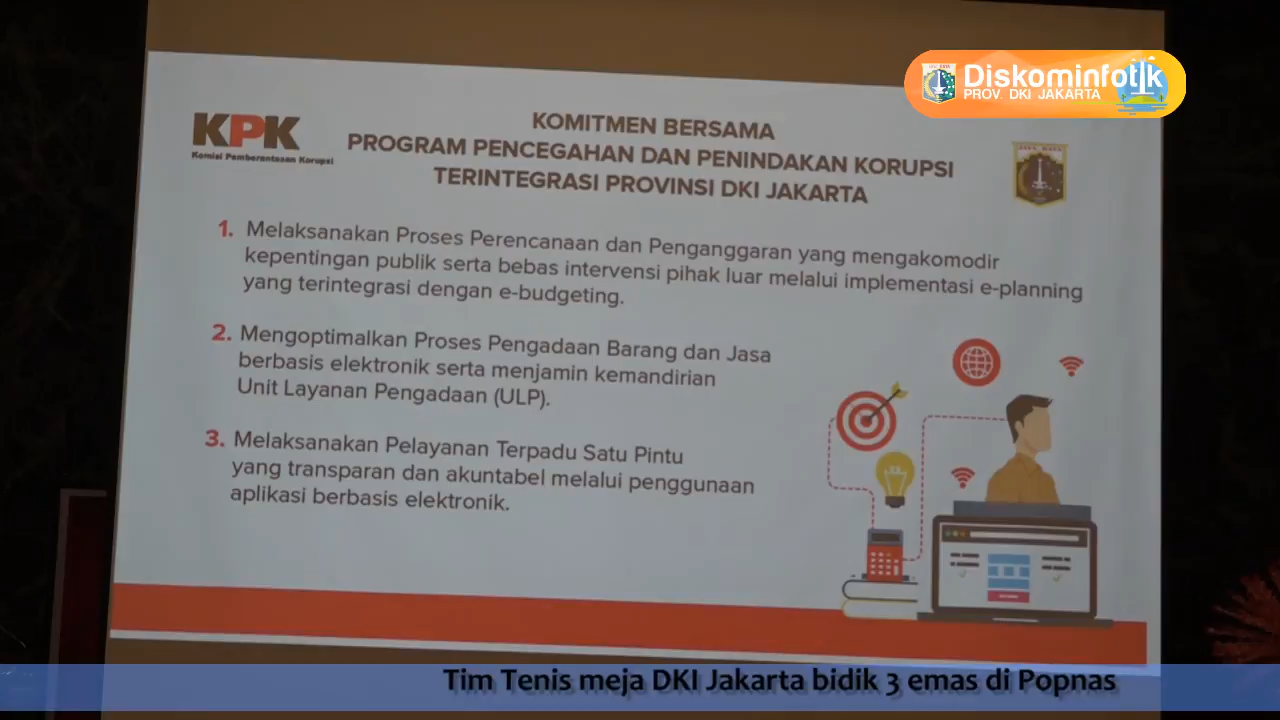 Diskominfotik
PROV. DKI JAKARTA
KPK
Komisi Pemberantasan Korupsi
KOMITMEN BERSAMA
PROGRAM PENCEGAHAN DAN PENINDAKAN KORUPSI
TERINTEGRASI PROVINSI DKI JAKARTA
JAYA RAYA
1. Melaksanakan Proses Perencanaan dan Penganggaran yang mengakomodir
kepentingan publik serta bebas intervensi pihak luar melalui implementasi e-planning
yang terintegrasi dengan e-budgeting.
2. Mengoptimalkan Proses Pengadaan Barang dan Jasa
berbasis elektronik serta menjamin kemandirian
Unit Layanan Pengadaan (ULP).
3. Melaksanakan Pelayanan Terpadu Satu Pintu
yang transparan dan akuntabel melalui penggunaan
aplikasi berbasis elektronik.
Tim Tenis meja DKI Jakarta bidik 3 emas di Popnas